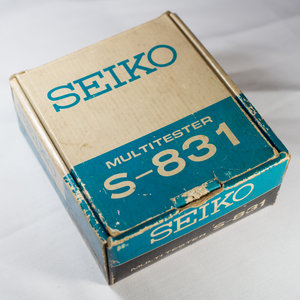 SEIKO
MULTITESTER
S-831
SEIKO
MULTITESTER S-831